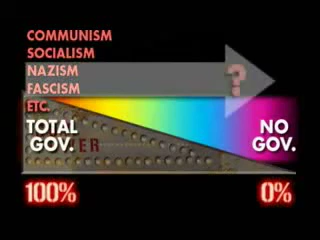 COMMUNISM
SOCIALISM
NAZISM
FASCISM
?
ETC.
TOTAL GOV.
NO GOV.
100%
0%